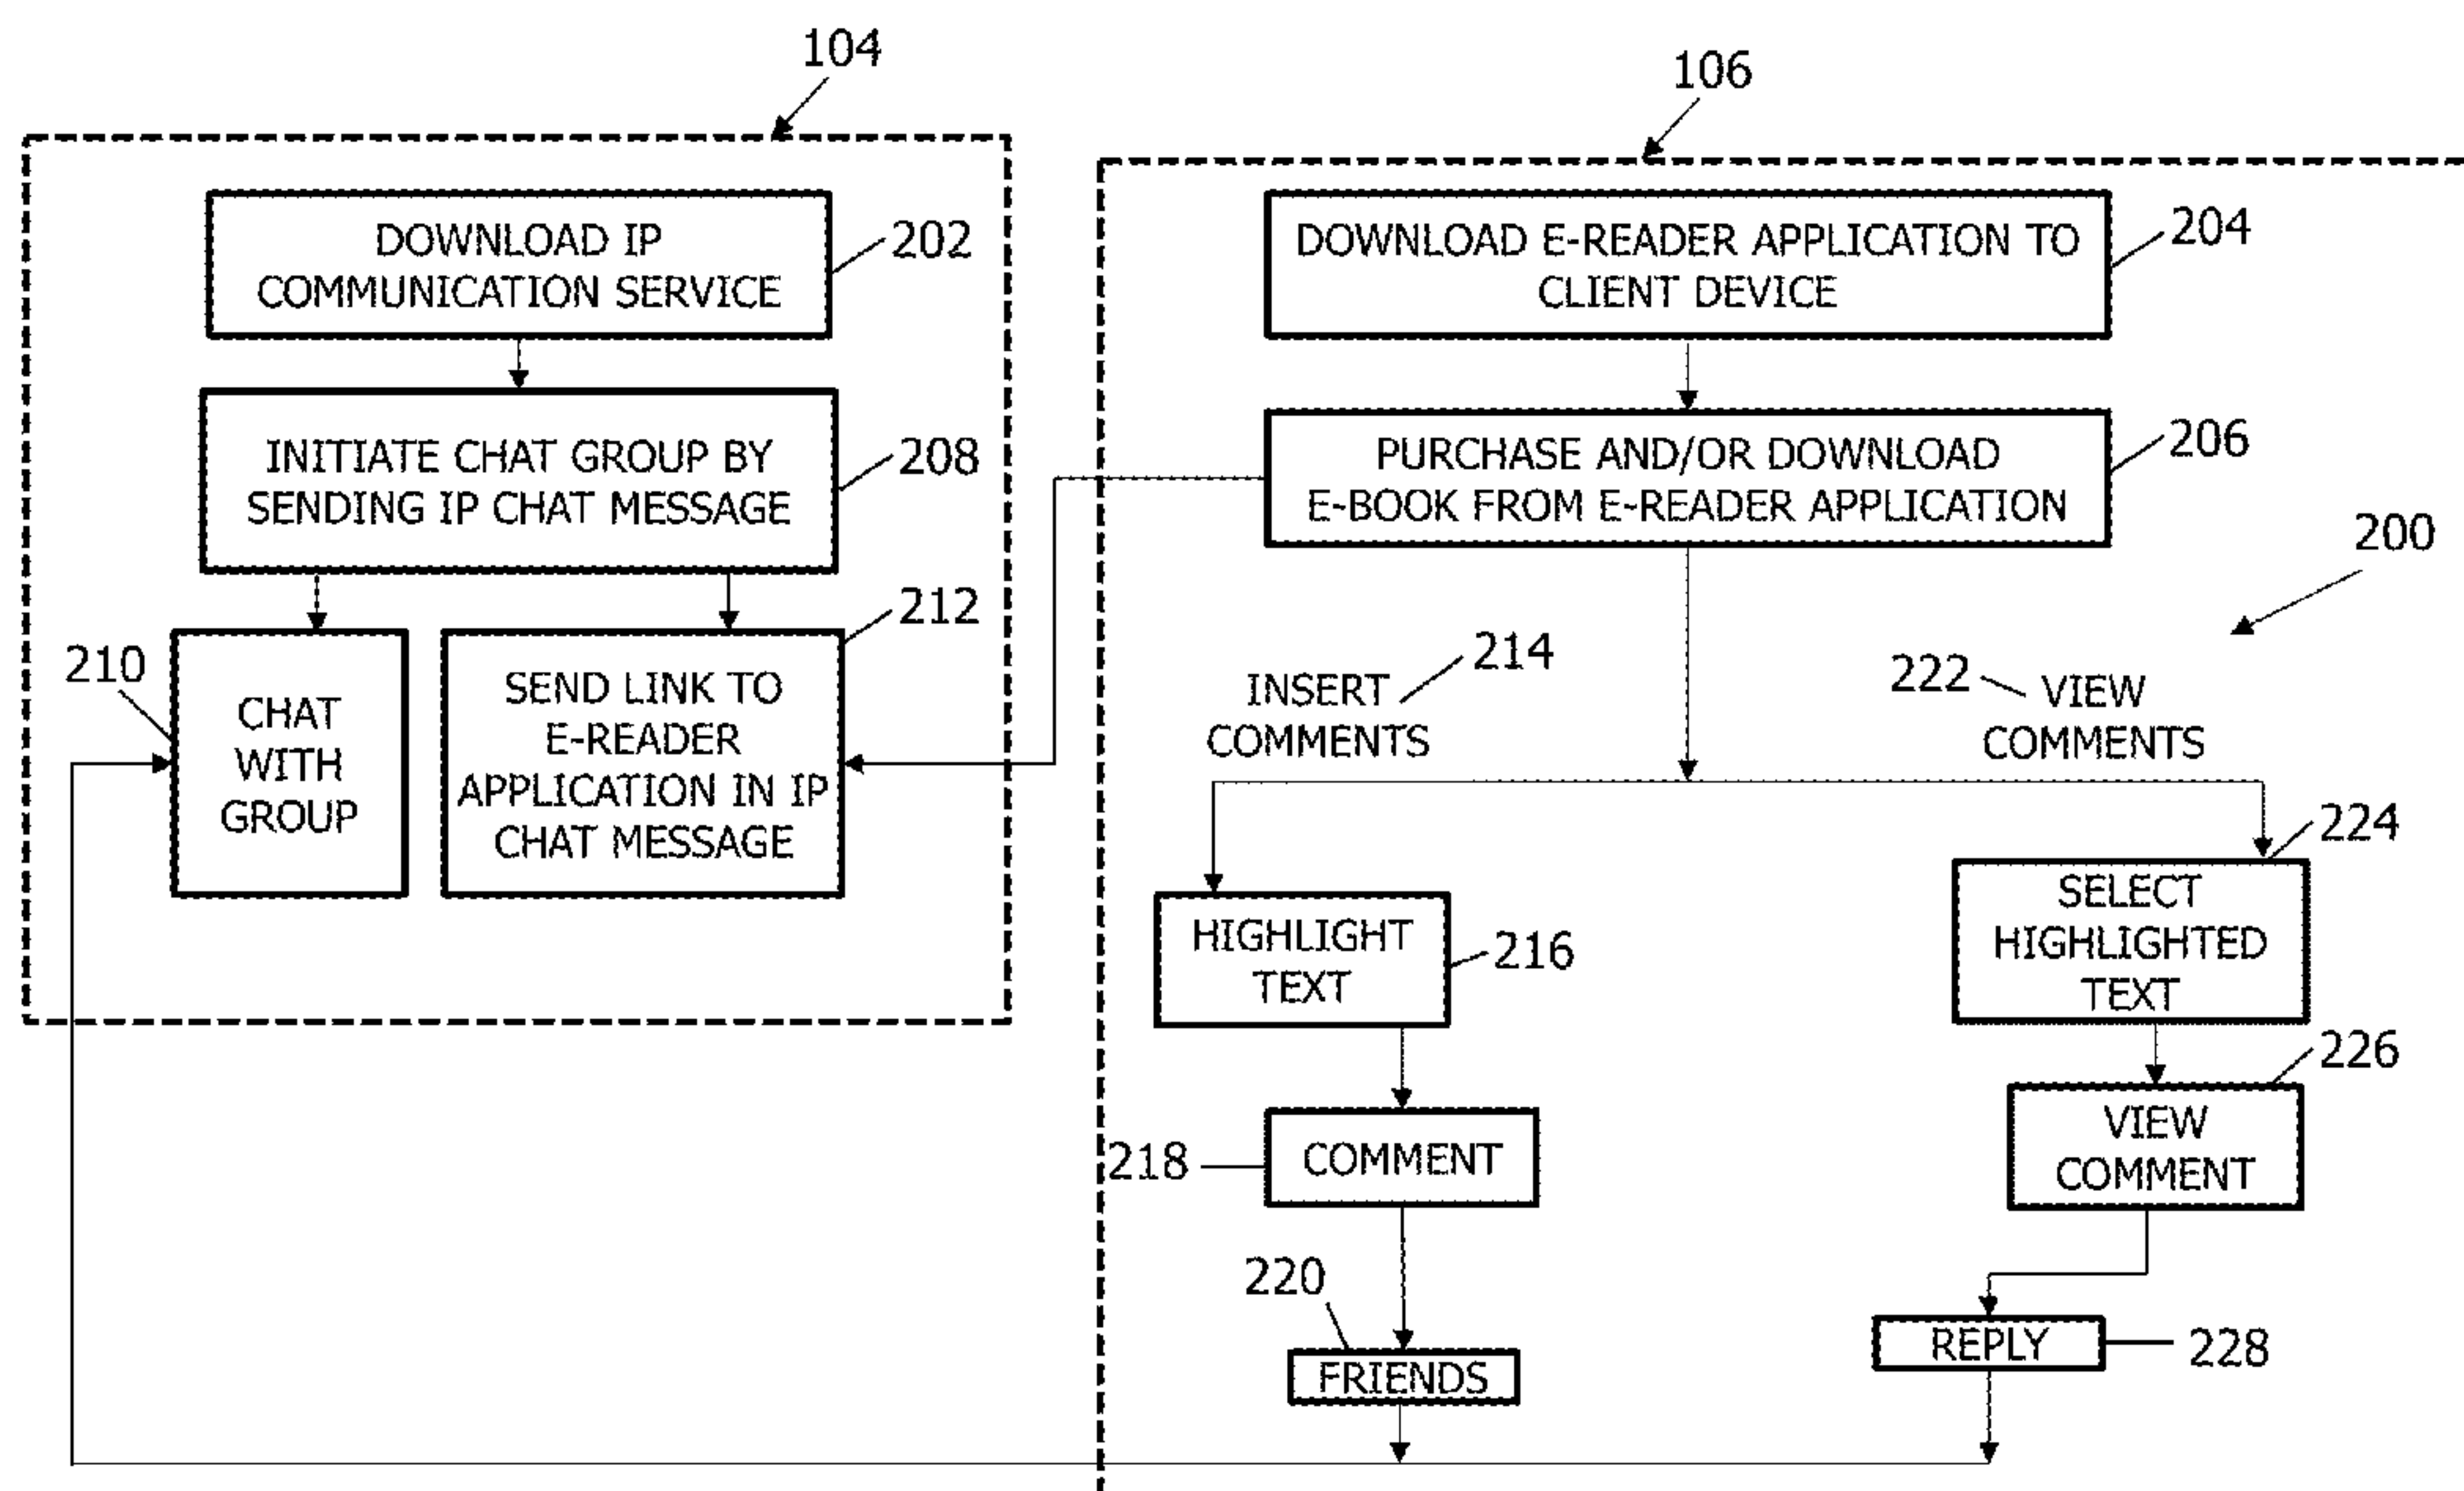 104
106
DOWNLOAD IP
COMMUNICATION SERVICE
202
INITIATE CHAT GROUP BY
SENDING IP CHAT MESSAGE
208
210
CHAT
WITH
GROUP
212
SEND LINK TO
E-READER
APPLICATION IN IP
CHAT MESSAGE
DOWNLOAD E-READER APPLICATION TO
CLIENT DEVICE
204
PURCHASE AND/OR DOWNLOAD
E-BOOK FROM E-READER APPLICATION
206
200
INSERT
COMMENTS
214
222
VIEW
COMMENTS
HIGHLIGHT
TEXT
216
218
COMMENT
220
FRIENDS
224
SELECT
HIGHLIGHTED
TEXT
226
VIEW
COMMENT
REPLY
228